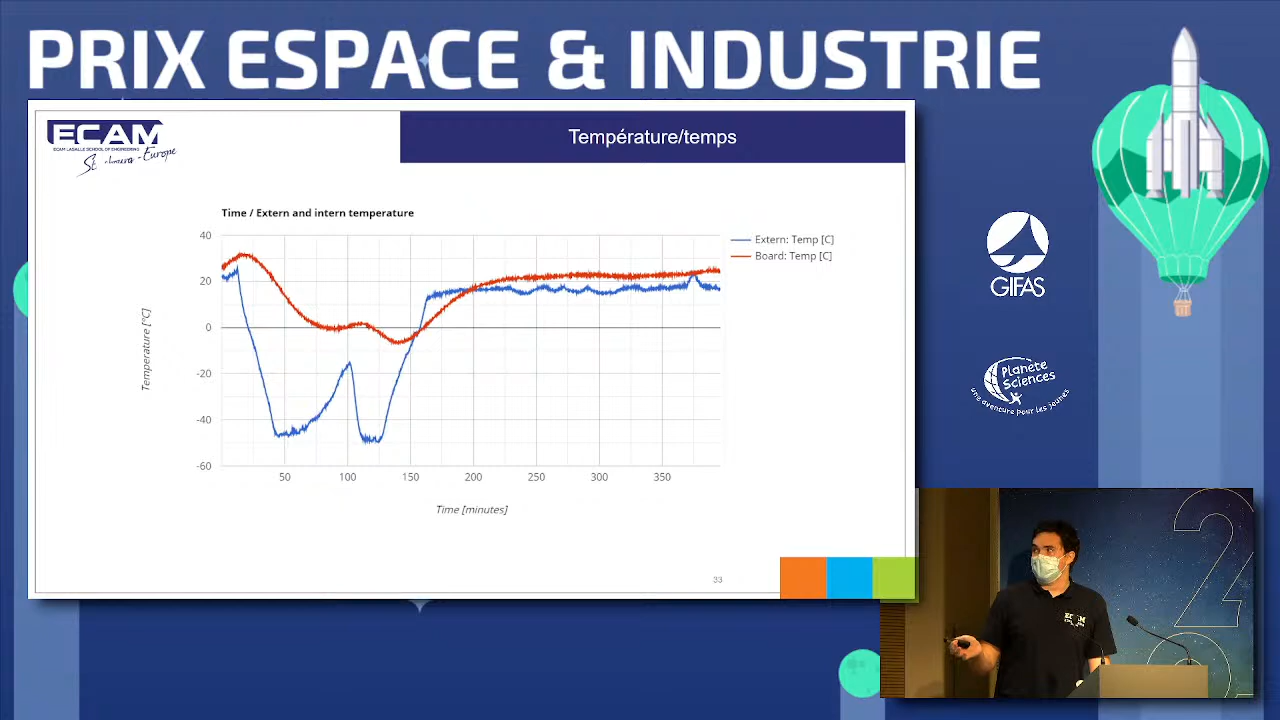 PRIX ESPACE & INDUSTRIE
ECAM
ECAM LASALLE SCHOOL OF ENGINEERING
Europe
Température/temps
Time / Extern and intern temperature
Extern: Temp [C]
Board: Temp [C]
Temperature [°C]
40
20
0
-20
-40
-60
50
100
150
200
250
300
350
Time [minutes]
33
GIFAS
Planète
Sciences
une aventure pour les jeunes
ECAM
2